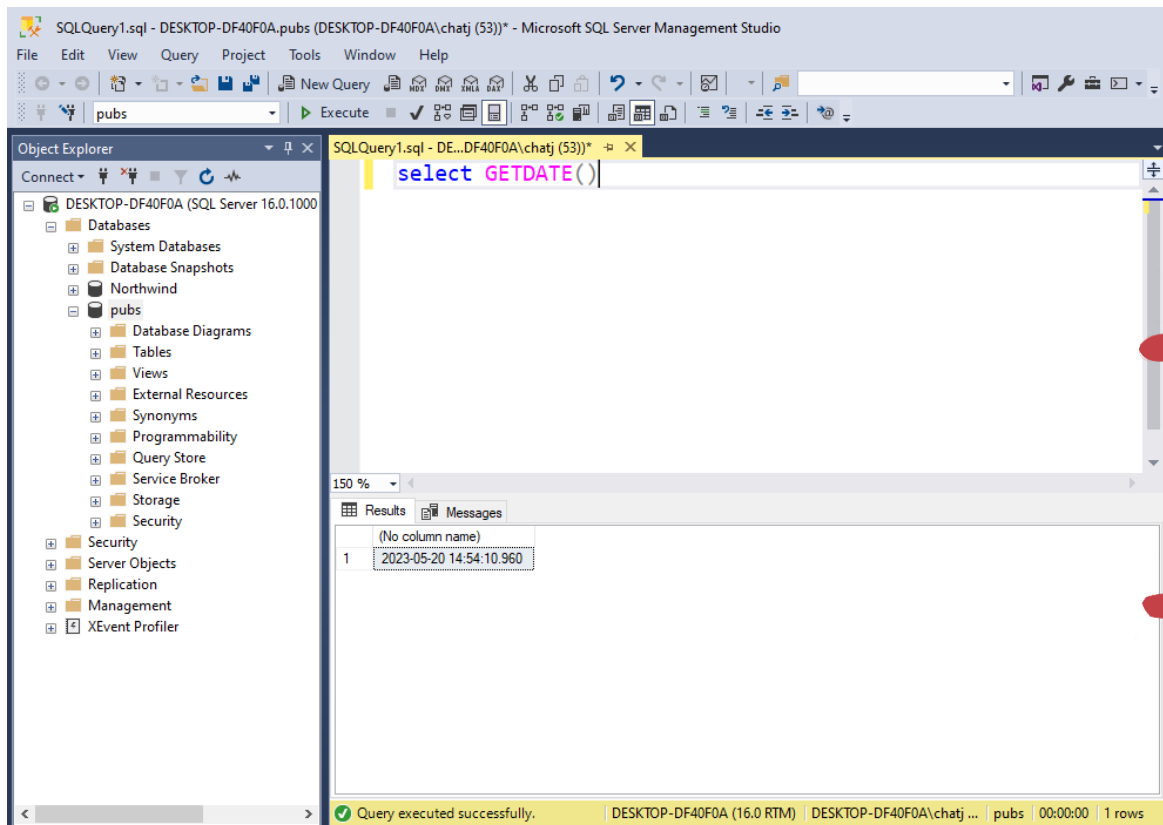 SQLQuery1.sql - DESKTOP-DF40F0A.pubs (DESKTOP-DF40F0A\chatj (53))* - Microsoft SQL Server Management Studio
File Edit View Query Project Tools Window Help
New Query MDX DMX XMLA DAX
pubs Execute
Object Explorer
Connect
DESKTOP-DF40F0A (SQL Server 16.0.1000
Databases
System Databases
Database Snapshots
Northwind
pubs
Database Diagrams
Tables
Views
External Resources
Synonyms
Programmability
Query Store
Service Broker
Storage
Security
Security
Server Objects
Replication
Management
XEvent Profiler
SQLQuery1.sql - DE...DF40F0A\chatj (53))*
select GETDATE()
150 %
Results Messages
(No column name)
1 2023-05-20 14:54:10.960
Query executed successfully. DESKTOP-DF40F0A (16.0 RTM) DESKTOP-DF40F0A\chatj ... pubs 00:00:00 1 rows